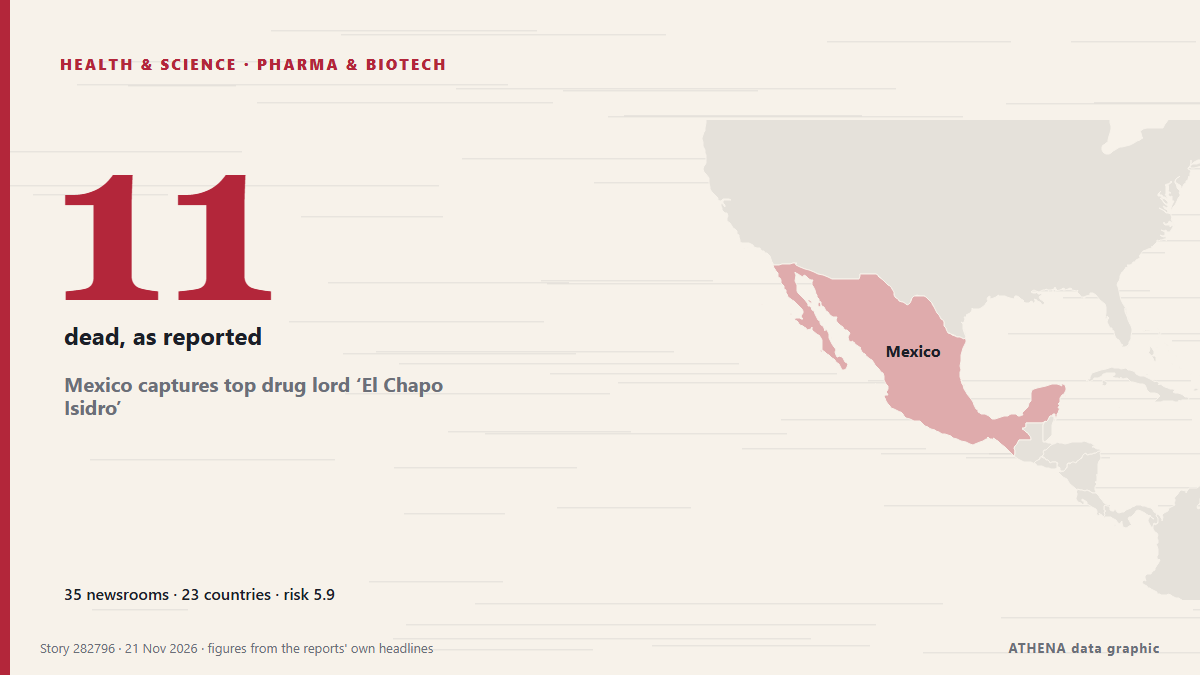 HEALTH & SCIENCE · PHARMA & BIOTECH
11
dead, as reported
Mexico captures top drug lord ‘El Chapo
Isidro’
Mexico
35 newsrooms · 23 countries · risk 5.9
Story 282796 · 21 Nov 2026 · figures from the reports' own headlines
ATHENA data graphic